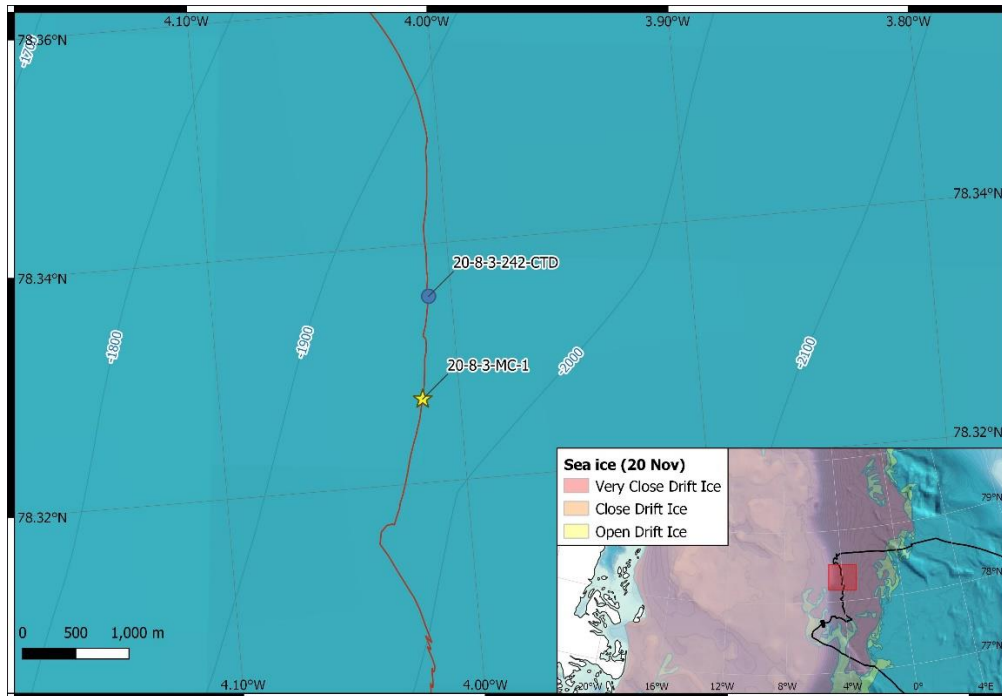 4.10°W 4.00°W 3.90°W 3.80°W
78.36°N
-1700
78.34°N
20-8-3-242-CTD
78.34°N
-1800
-1900
20-8-3-MC-1
-2000
-2100
78.32°N
78.32°N
Sea ice (20 Nov)
Very Close Drift Ice
Close Drift Ice
Open Drift Ice
79°N
78°N
77°N
0 500 1,000 m
20°W 16°W 12°W 8°W 4°W 0° 4°E
4.10°W 4.00°W